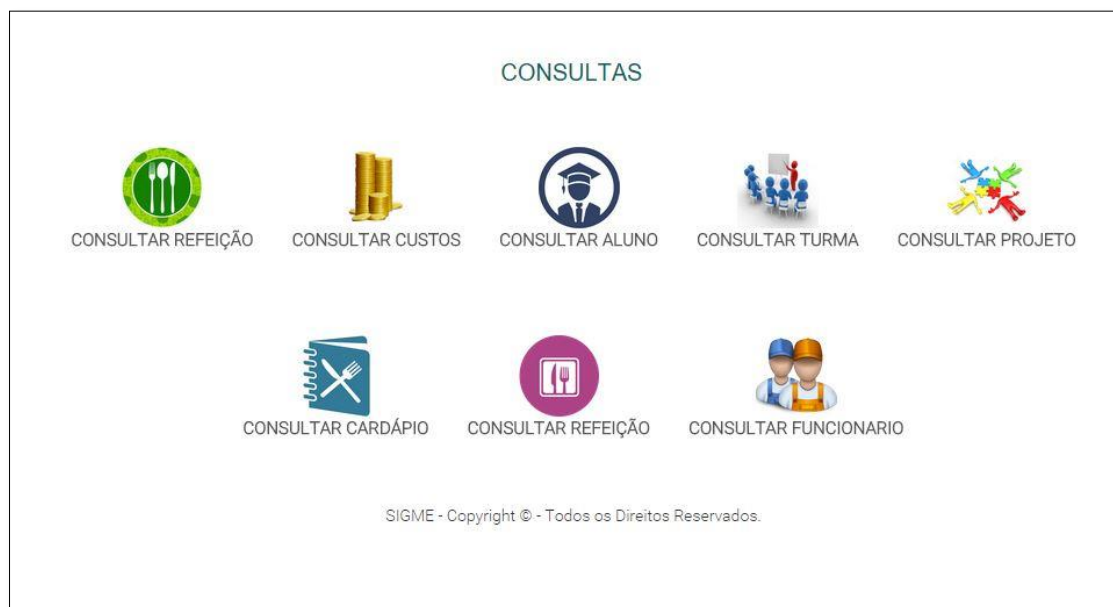 CONSULTAS
CONSULTAR REFEIÇÃO CONSULTAR CUSTOS CONSULTAR ALUNO CONSULTAR TURMA CONSULTAR PROJETO
CONSULTAR CARDÁPIO CONSULTAR REFEIÇÃO CONSULTAR FUNCIONARIO
SIGME - Copyright © - Todos os Direitos Reservados.